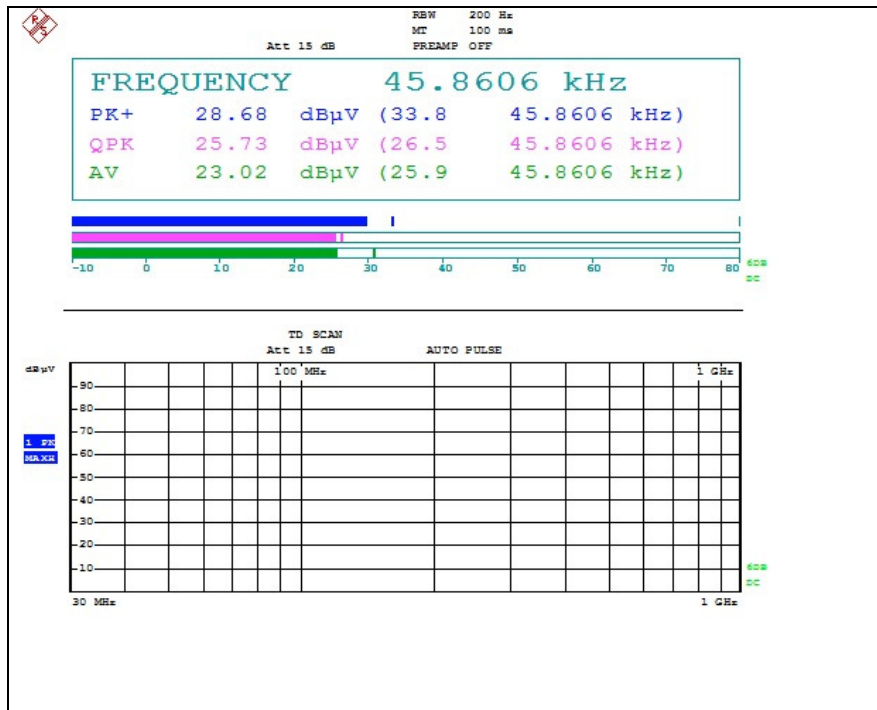 R S
RBW 200 Hz
MT 100 ms
Att 15 dB PREAMP OFF
FREQUENCY 45.8606 kHz
PK+ 28.68 dBµV (33.8 45.8606 kHz)
QPK 25.73 dBµV (26.5 45.8606 kHz)
AV 23.02 dBµV (25.9 45.8606 kHz)
-10 0 10 20 30 40 50 60 70 80 6DB
DC
TD SCAN
Att 15 dB AUTO PULSE
dBµV 100 MHz 1 GHz
90
80
70
1 PK
60
MAXH
50
40
30
20
10 6DB
DC
30 MHz 1 GHz